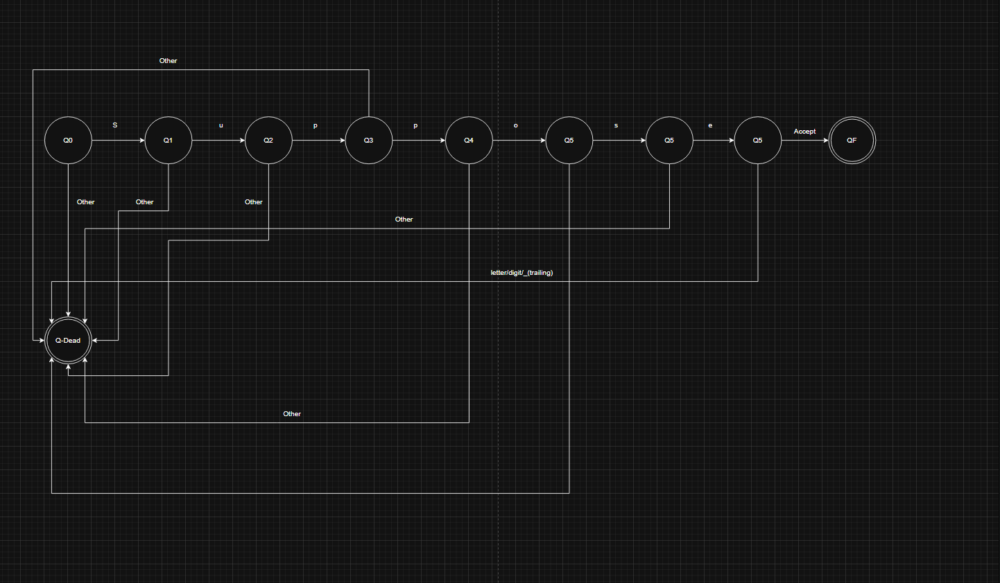 Other
S
u
p
p
o
s
e
Accept
Q0
Q1
Q2
Q3
Q4
Q5
Q5
Q5
QF
Other
Other
Other
Other
letter/digit/_(trailing)
Q-Dead
Other